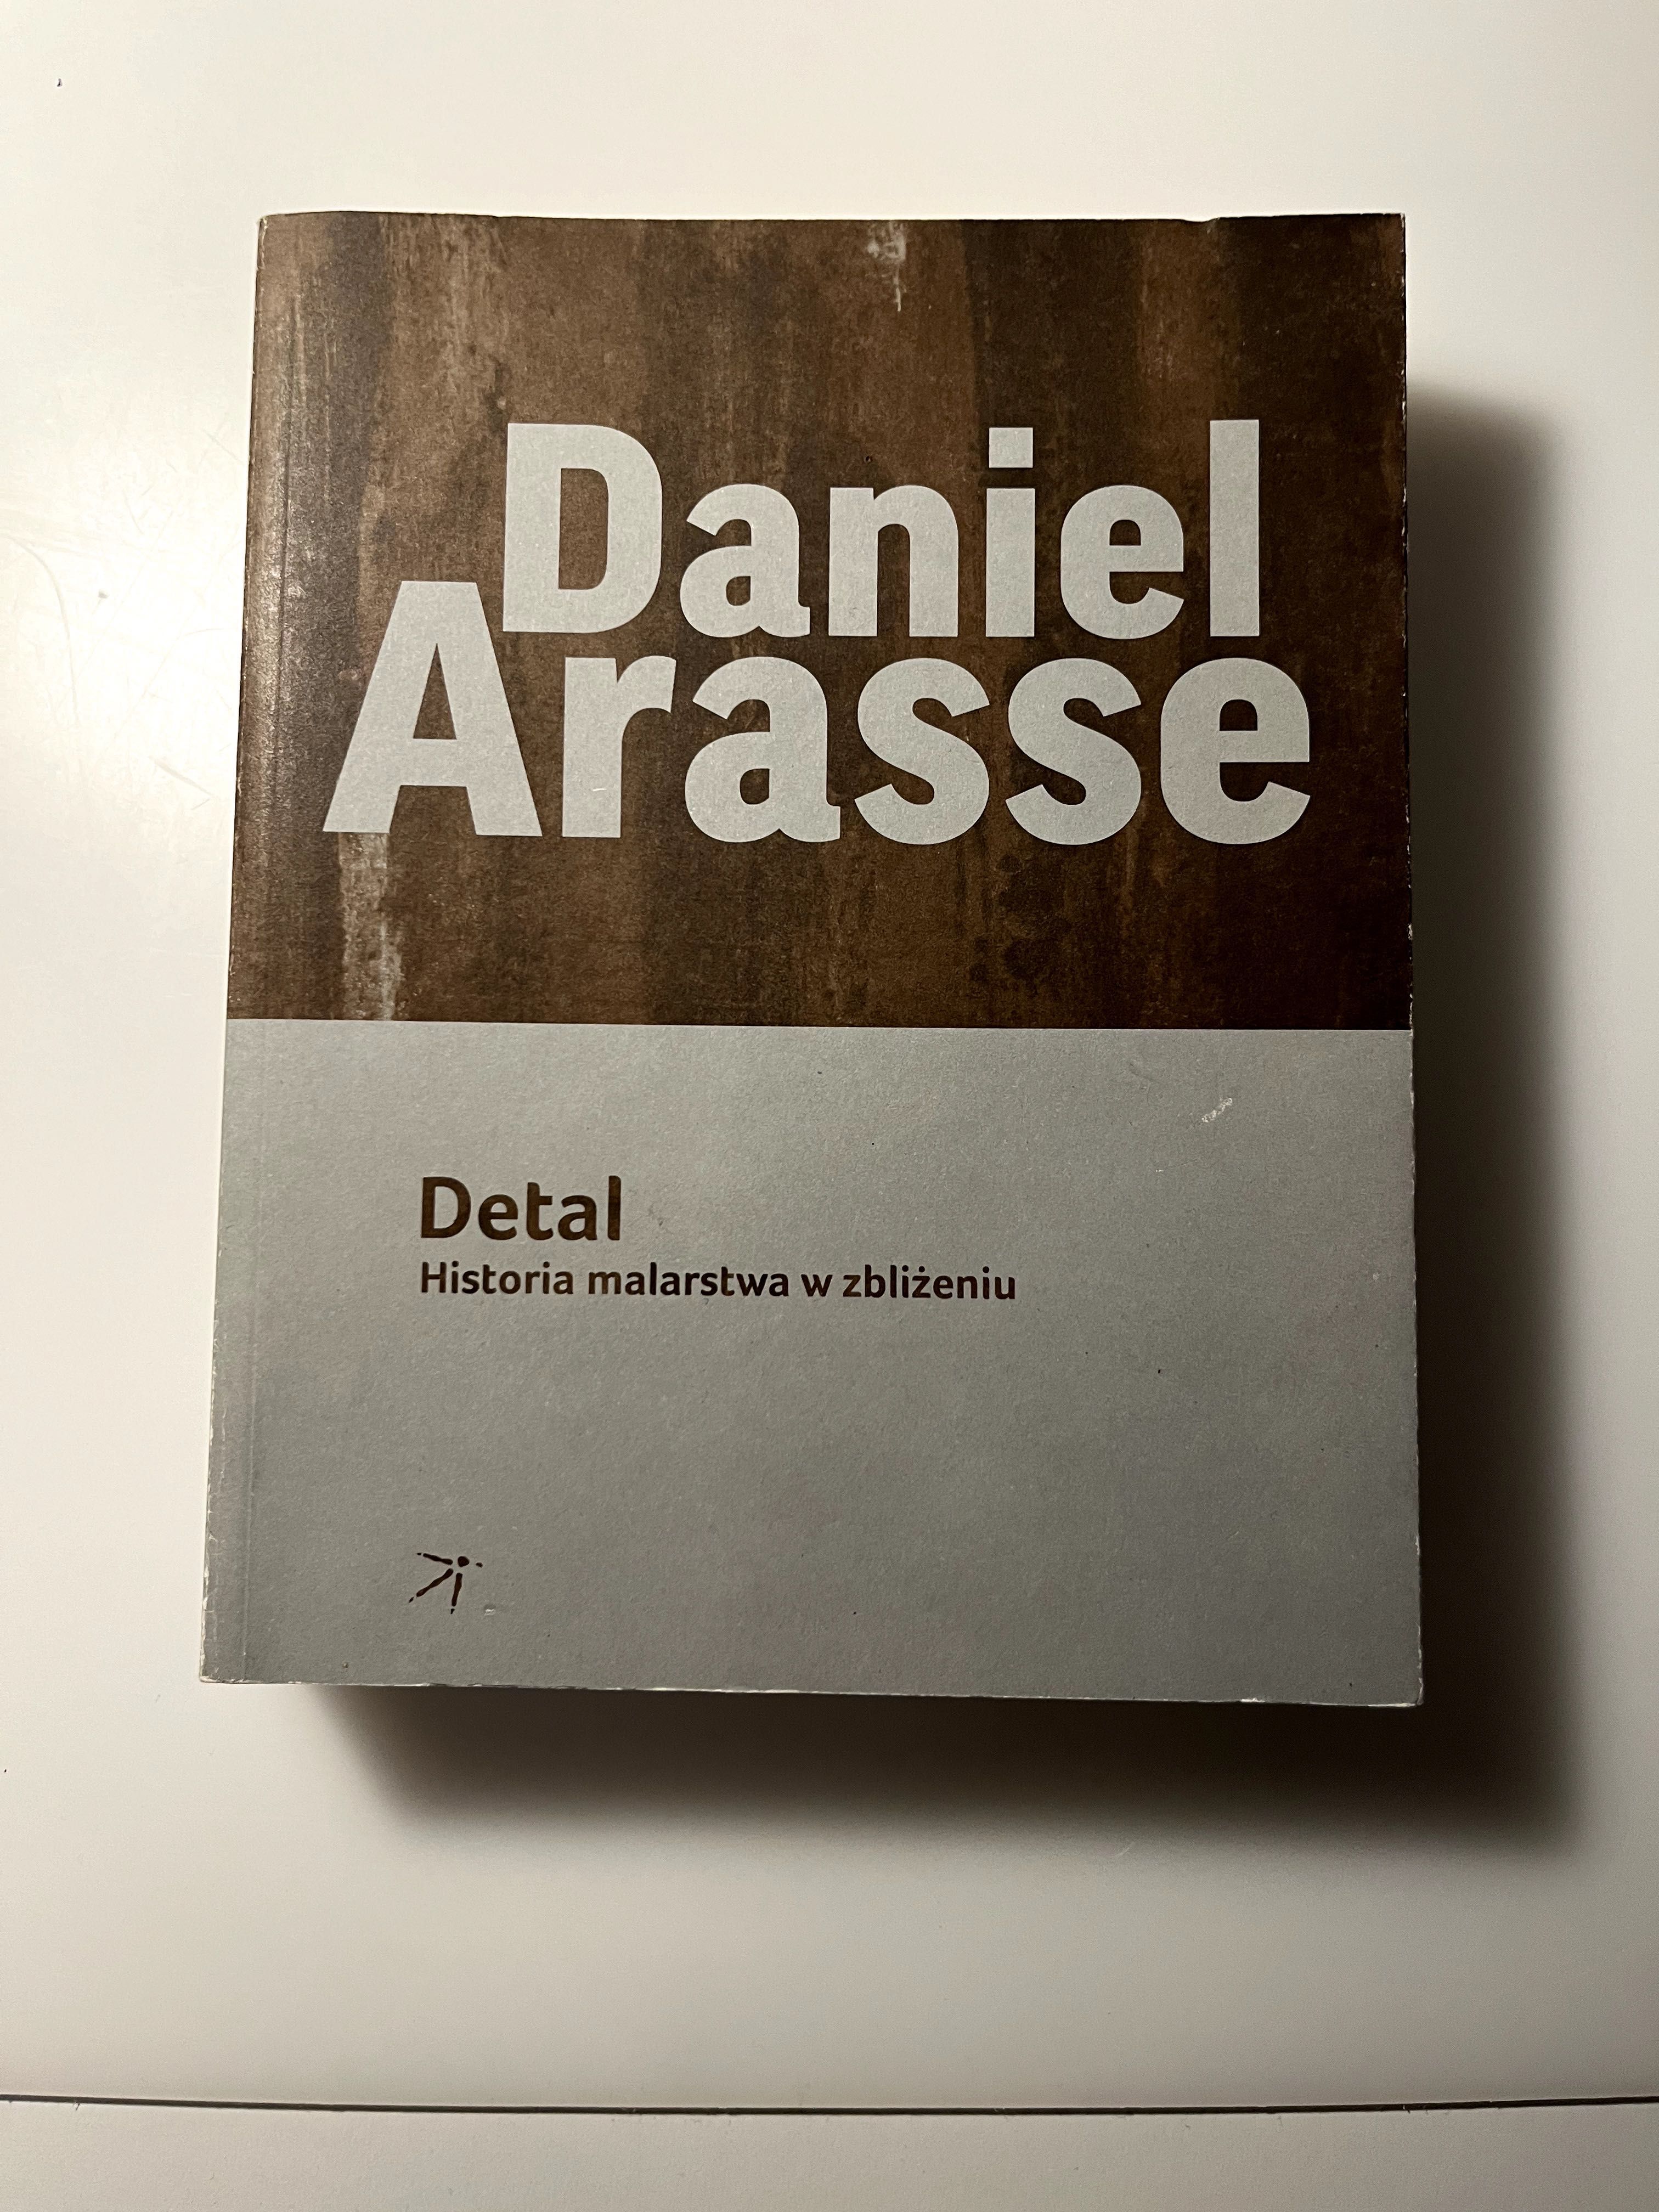 Daniel
Arasse
Detal
Historia malarstwa w zbliżeniu